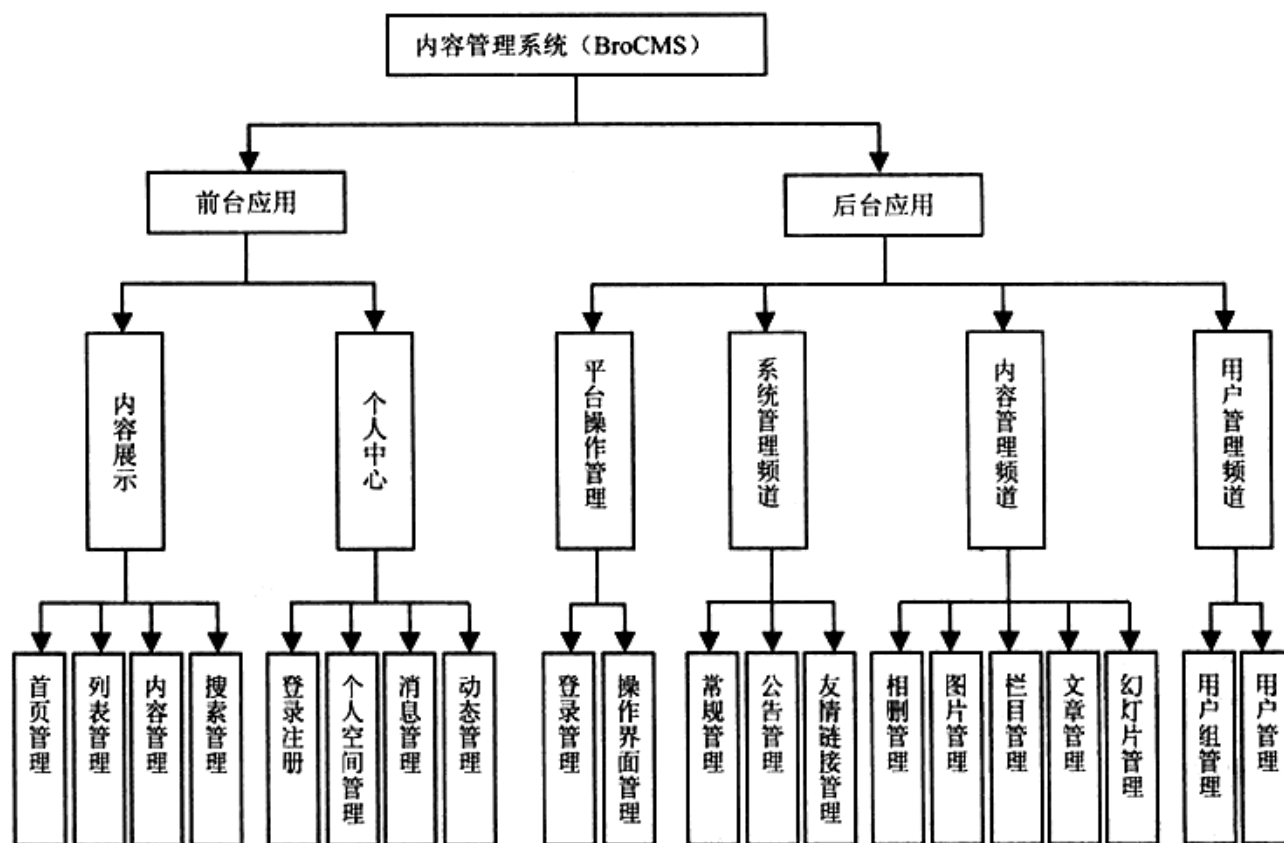 内容管理系统（BroCMS）
前台应用
后台应用
内容展示
个人中心
平台操作管理
系统管理频道
内容管理频道
用户管理频道
首页管理
列表管理
内容管理
搜索管理
登录注册
个人空间管理
消息管理
动态管理
登录管理
操作界面管理
常规管理
公告管理
友情链接管理
相删管理
图片管理
栏目管理
文章管理
幻灯片管理
用户组管理
用户管理